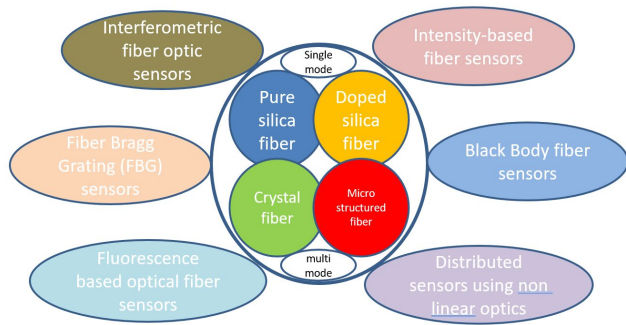 Interferometric
fiber optic
sensors
Single
mode
Intensity-based
fiber sensors
Pure
silica
fiber
Doped
silica
fiber
Fiber Bragg
Grating (FBG)
sensors
Black Body fiber
sensors
Crystal
fiber
Micro
structured
fiber
Fluorescence
based optical fiber
sensors
multi
mode
Distributed
sensors using non
linear optics